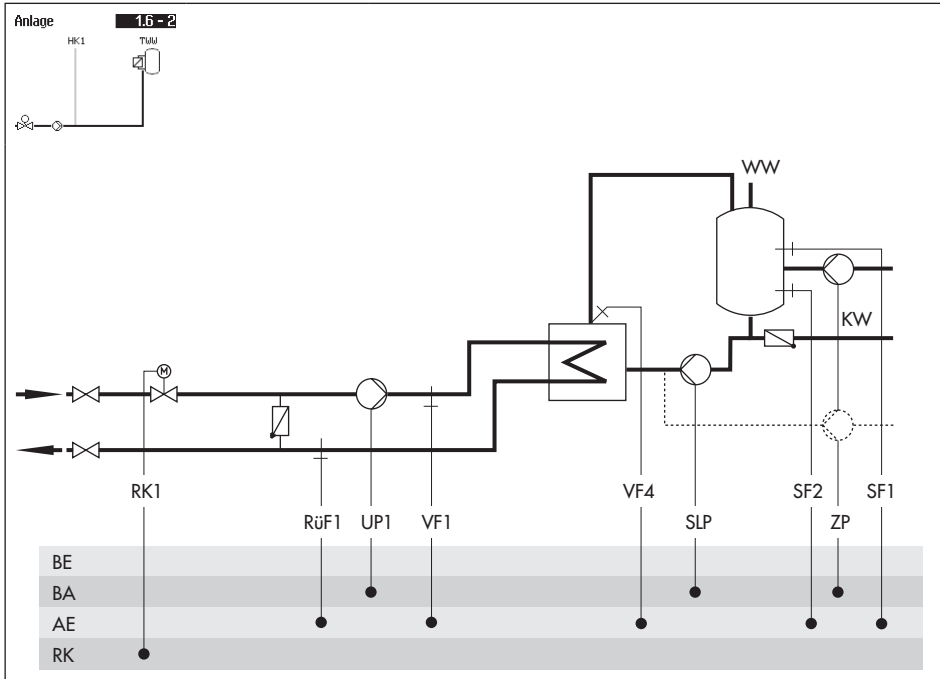 Anlage 1.6 - 2
HK1 TWW
WW
KW
M
RK1 VF4 SF2 SF1
RüF1 UP1 VF1 SLP ZP
BE
BA
AE
RK